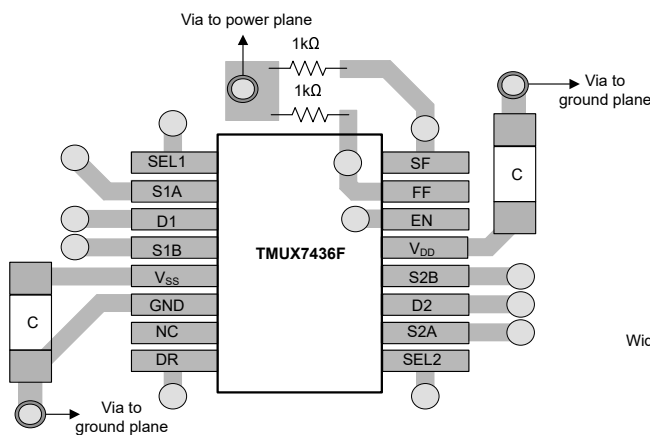 Via to power plane
1kΩ
1kΩ
Via to
ground plane
SEL1
S1A
D1
S1B
VSS
GND
NC
DR
TMUX7436F
SF
FF
EN
VDD
S2B
D2
S2A
SEL2
C
C
Via to
ground plane